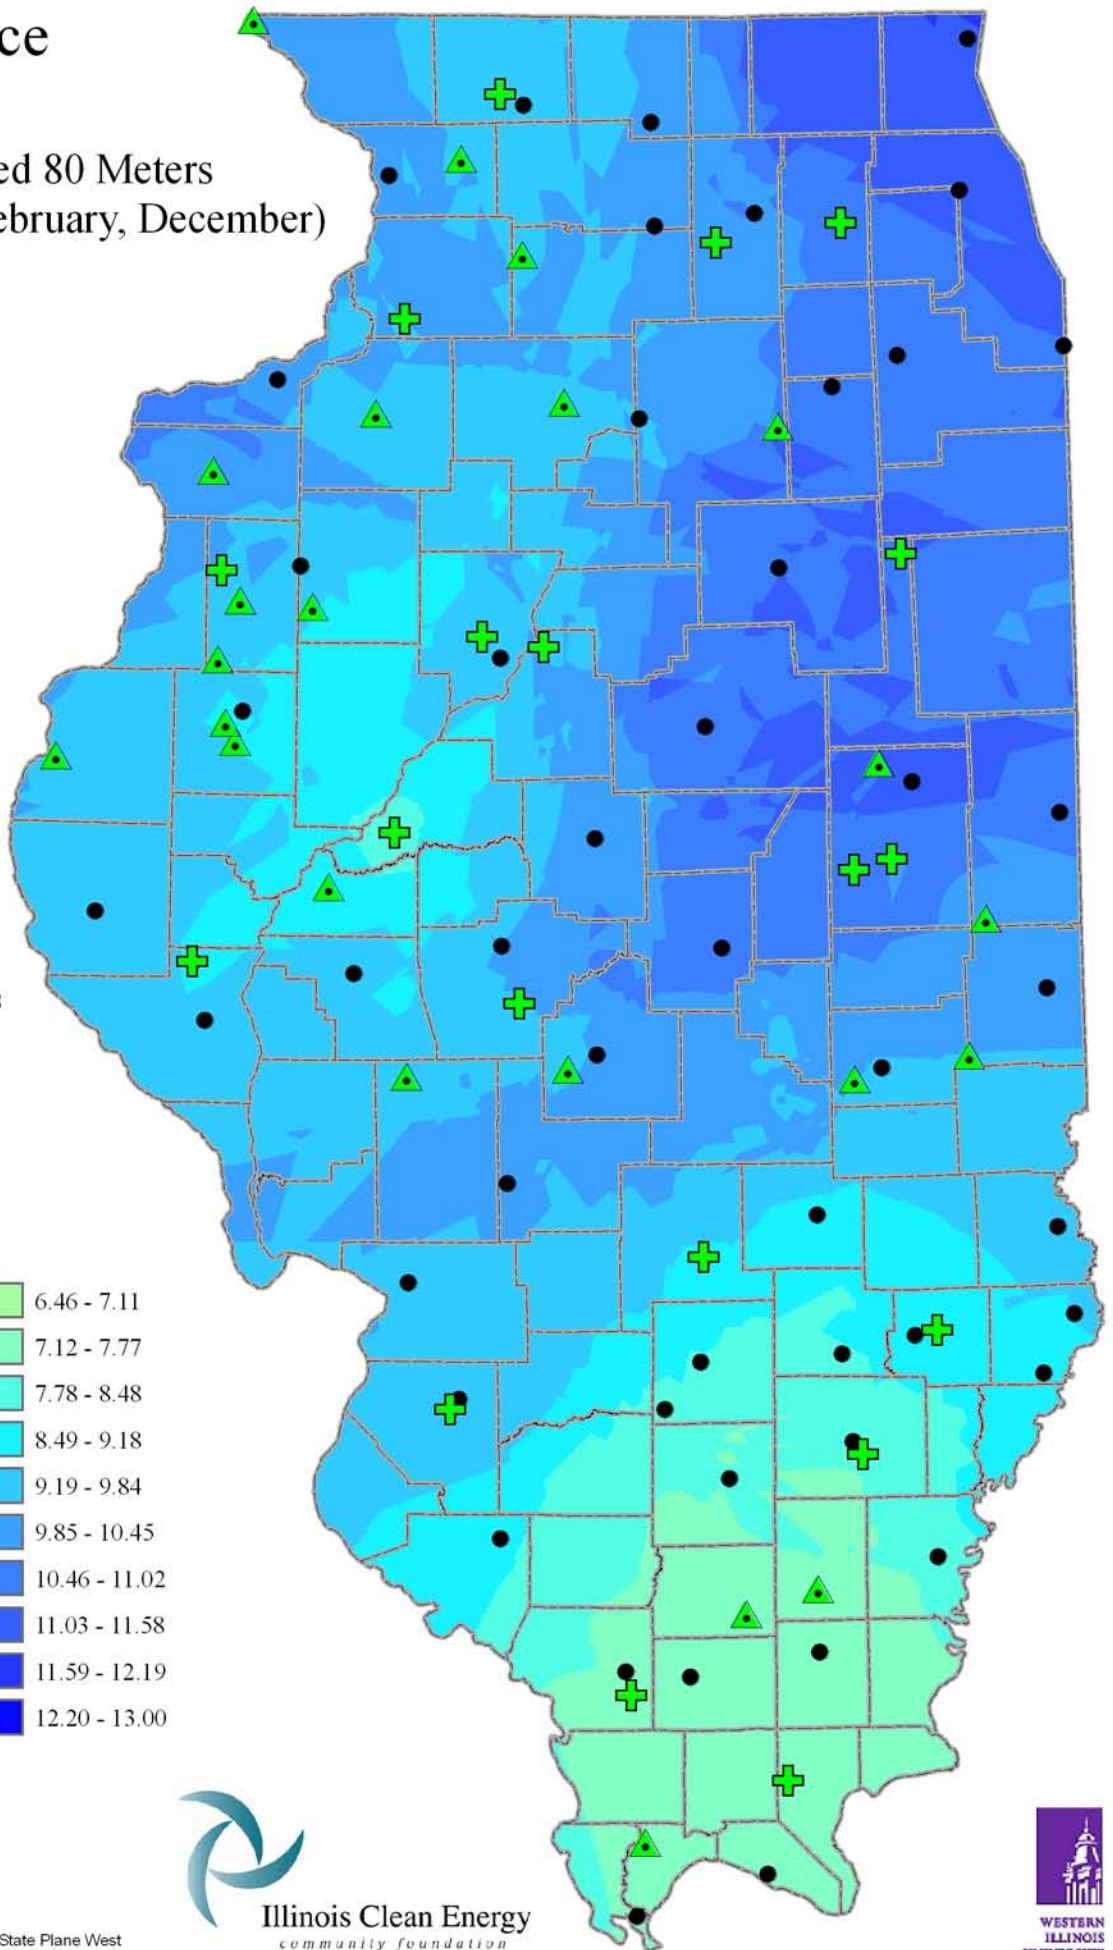 ce
ed 80 Meters
ebruary, December)
6.46 - 7.11
7.12 - 7.77
7.78 - 8.48
8.49 - 9.18
9.19 - 9.84
9.85 - 10.45
10.46 - 11.02
11.03 - 11.58
11.59 - 12.19
12.20 - 13.00
Illinois Clean Energy
community foundation
State Plane West
WESTERN
ILLINOIS